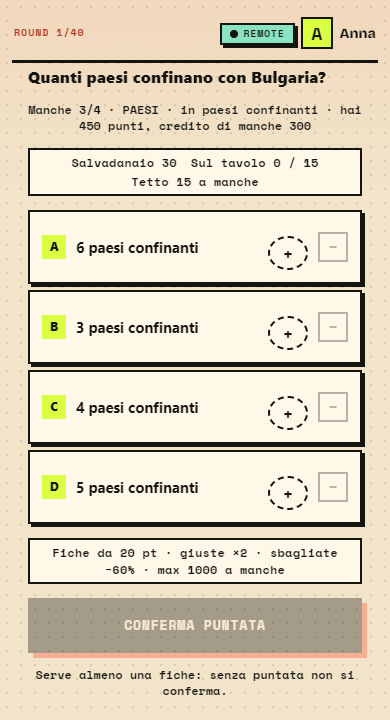 ROUND 1/40
REMOTE
A
Anna
Quanti paesi confinano con Bulgaria?
Manche 3/4 · PAESI · in paesi confinanti · hai
450 punti, credito di manche 300
Salvadanaio 30 Sul tavolo 0 / 15
Tetto 15 a manche
A 6 paesi confinanti + −
B 3 paesi confinanti + −
C 4 paesi confinanti + −
D 5 paesi confinanti + −
Fiche da 20 pt · giuste ×2 · sbagliate
−60% · max 1000 a manche
CONFERMA PUNTATA
Serve almeno una fiche: senza puntata non si
conferma.